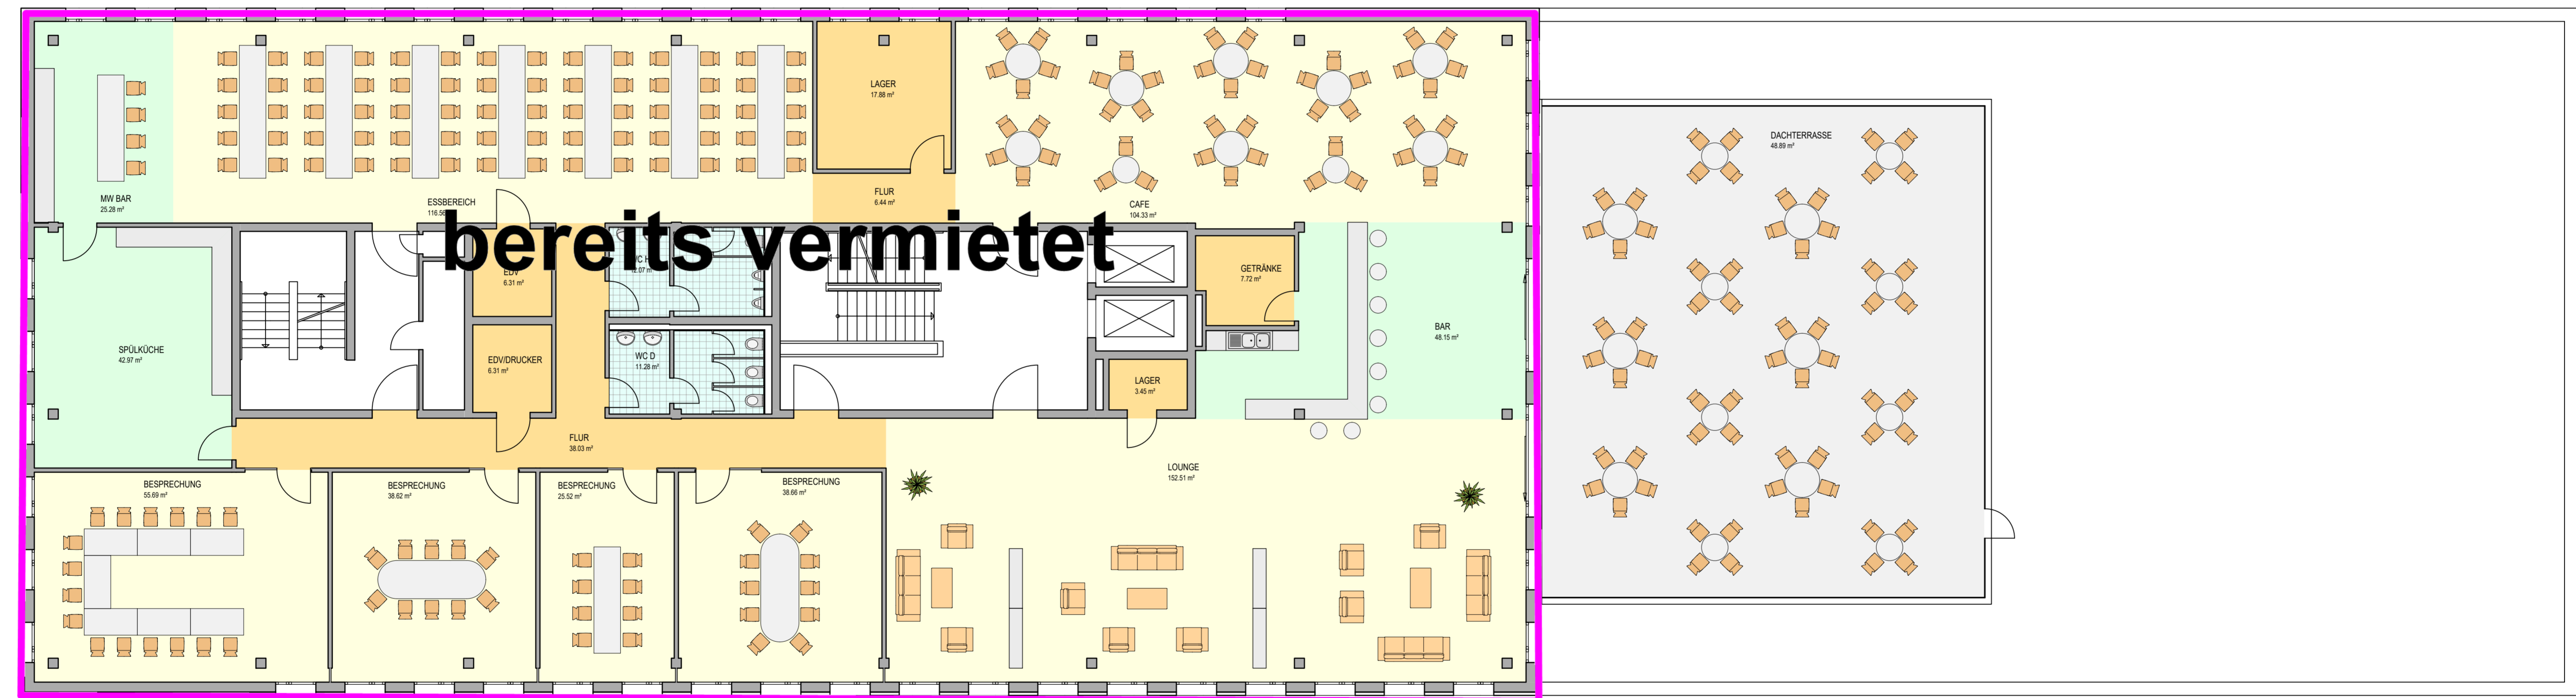 LAGER
17.88 m²
MW BAR
25.28 m²
ESSBEREICH
116.56
FLUR
6.44 m²
CAFE
104.33 m²
DACHTERRASSE
48.89 m²
bereits vermietet
EDV
6.31 m²
GETRÄNKE
7.72 m²
SPÜLKÜCHE
42.97 m²
EDV/DRUCKER
6.31 m²
WC D
11.28 m²
LAGER
3.45 m²
BAR
48.15 m²
FLUR
38.03 m²
LOUNGE
152.51 m²
BESPRECHUNG
55.69 m²
BESPRECHUNG
38.62 m²
BESPRECHUNG
25.52 m²
BESPRECHUNG
38.66 m²